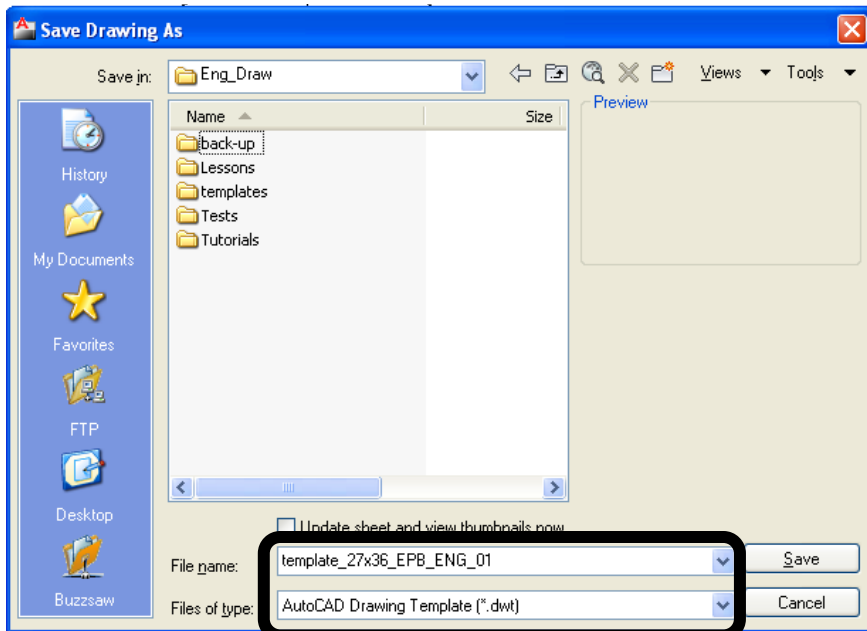 Save Drawing As
Save in:
Eng_Draw
Views
Tools
Name
Size
Preview
back-up
Lessons
templates
Tests
Tutorials
History
My Documents
Favorites
FTP
Desktop
Buzzsaw
Update sheet and view thumbnails now
File name:
template_27x36_EPB_ENG_01
Save
Files of type:
AutoCAD Drawing Template (*.dwt)
Cancel